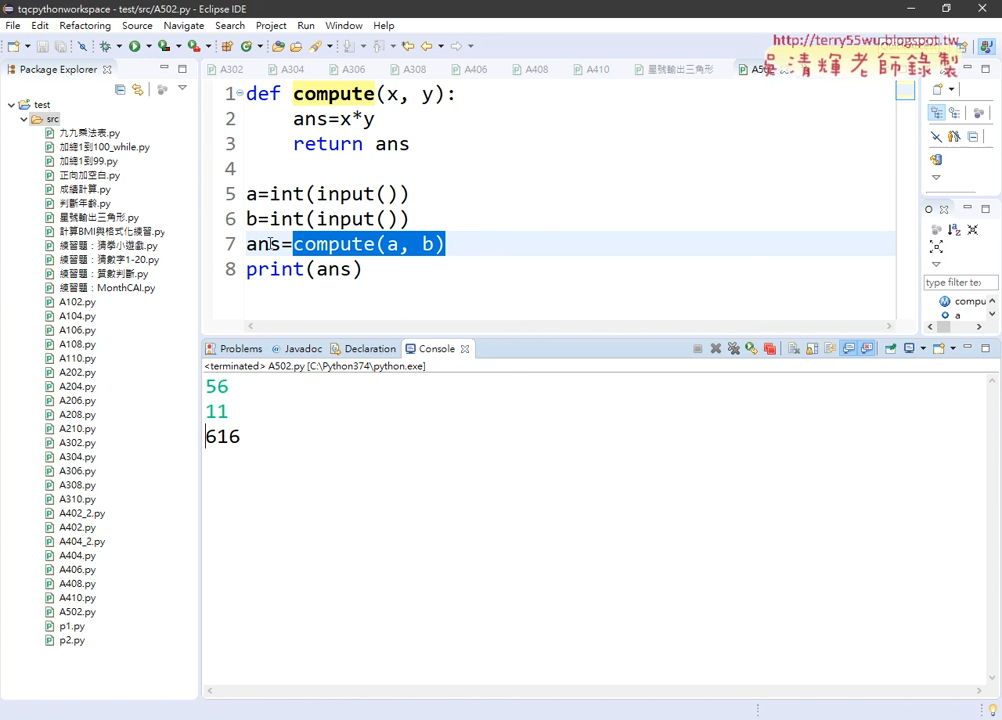 tqcpythonworkspace - test/src/A502.py - Eclipse IDE
File Edit Refactoring Source Navigate Search Project Run Window Help
http://terry55wu.blogspot.tw
吳清輝老師錄製
Package Explorer
A302 A304 A306 A308 A406 A408 A410 星號輸出三角形
test
src
九九乘法表.py
加總1到100_while.py
加總1到99.py
正向加空白.py
成績計算.py
判斷年齡.py
星號輸出三角形.py
計算BMI與格式化練習.py
練習題：猜拳小遊戲.py
練習題：猜數字1-20.py
練習題：質數判斷.py
練習題：MonthCAl.py
A102.py
A104.py
A106.py
A108.py
A110.py
A202.py
A204.py
A206.py
A208.py
A210.py
A302.py
A304.py
A306.py
A308.py
A310.py
A402_2.py
A402.py
A404_2.py
A404.py
A406.py
A408.py
A410.py
A502.py
p1.py
p2.py
1 def compute(x, y):
2 ans=x*y
3 return ans
4
5 a=int(input())
6 b=int(input())
7 ans=compute(a, b)
8 print(ans)
type filter te
compu
a
Problems Javadoc Declaration Console
<terminated> A502.py [C:\Python374\python.exe]
56
11
616